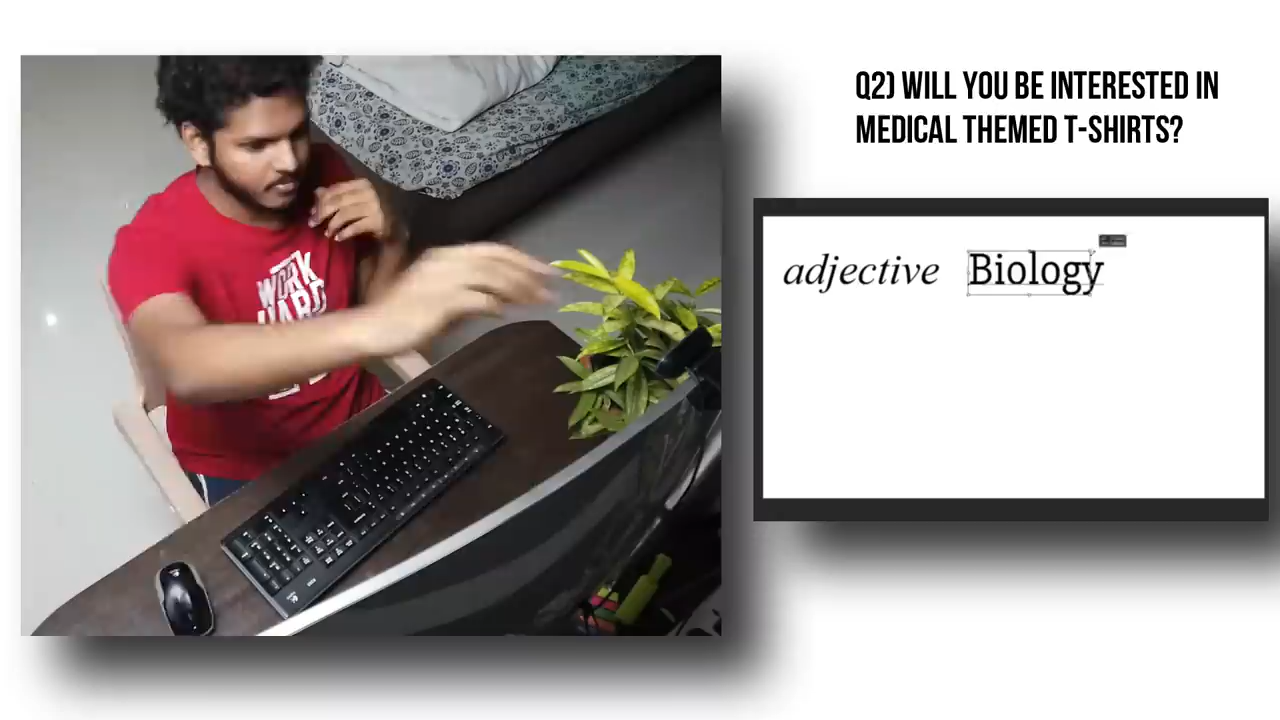 Q2) WILL YOU BE INTERESTED IN
MEDICAL THEMED T-SHIRTS?
adjective Biology
WORK
HARD